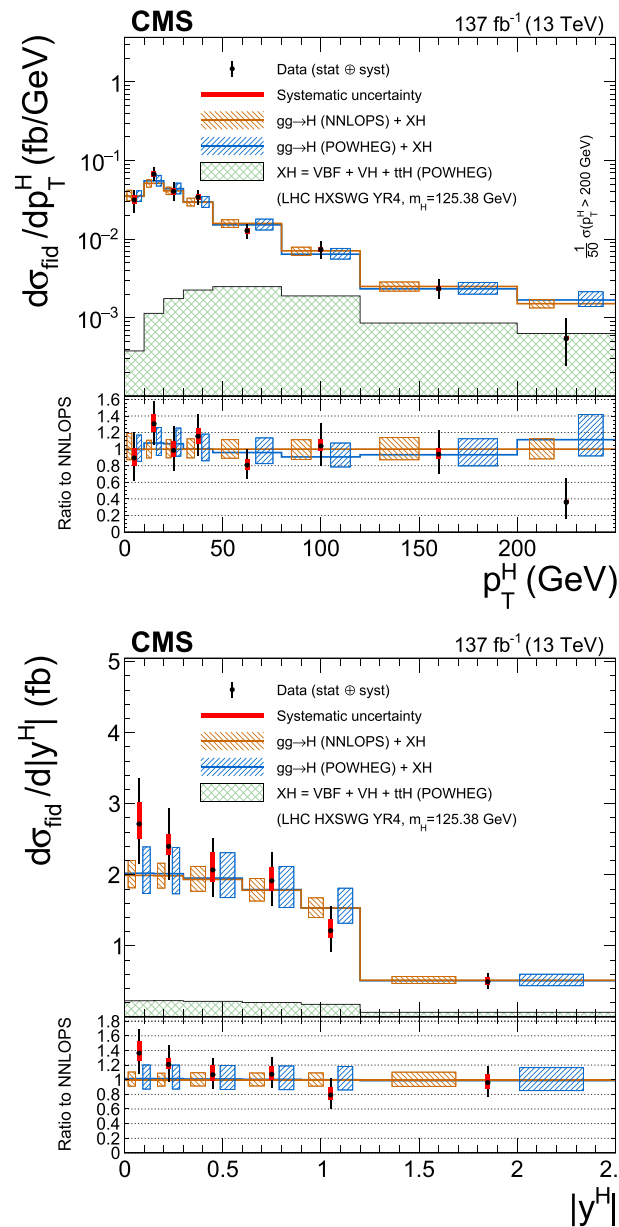 CMS
137 fb⁻¹ (13 TeV)
dσ_fid /dp_T^H (fb/GeV)
1
10⁻¹
10⁻²
10⁻³
Data (stat ⊕ syst)
Systematic uncertainty
gg→H (NNLOPS) + XH
gg→H (POWHEG) + XH
XH = VBF + VH + ttH (POWHEG)
(LHC HXSWG YR4, m_H=125.38 GeV)
1/50 σ(p_T^H > 200 GeV)
Ratio to NNLOPS
1.6
1.4
1.2
1
0.8
0.6
0.4
0.2
0
0 50 100 150 200
p_T^H (GeV)
CMS
137 fb⁻¹ (13 TeV)
dσ_fid /d|y^H| (fb)
5
4
3
2
1
Data (stat ⊕ syst)
Systematic uncertainty
gg→H (NNLOPS) + XH
gg→H (POWHEG) + XH
XH = VBF + VH + ttH (POWHEG)
(LHC HXSWG YR4, m_H=125.38 GeV)
Ratio to NNLOPS
1.8
1.6
1.4
1.2
1
0.8
0.6
0.4
0.2
0
0 0.5 1 1.5 2 2.
|y^H|